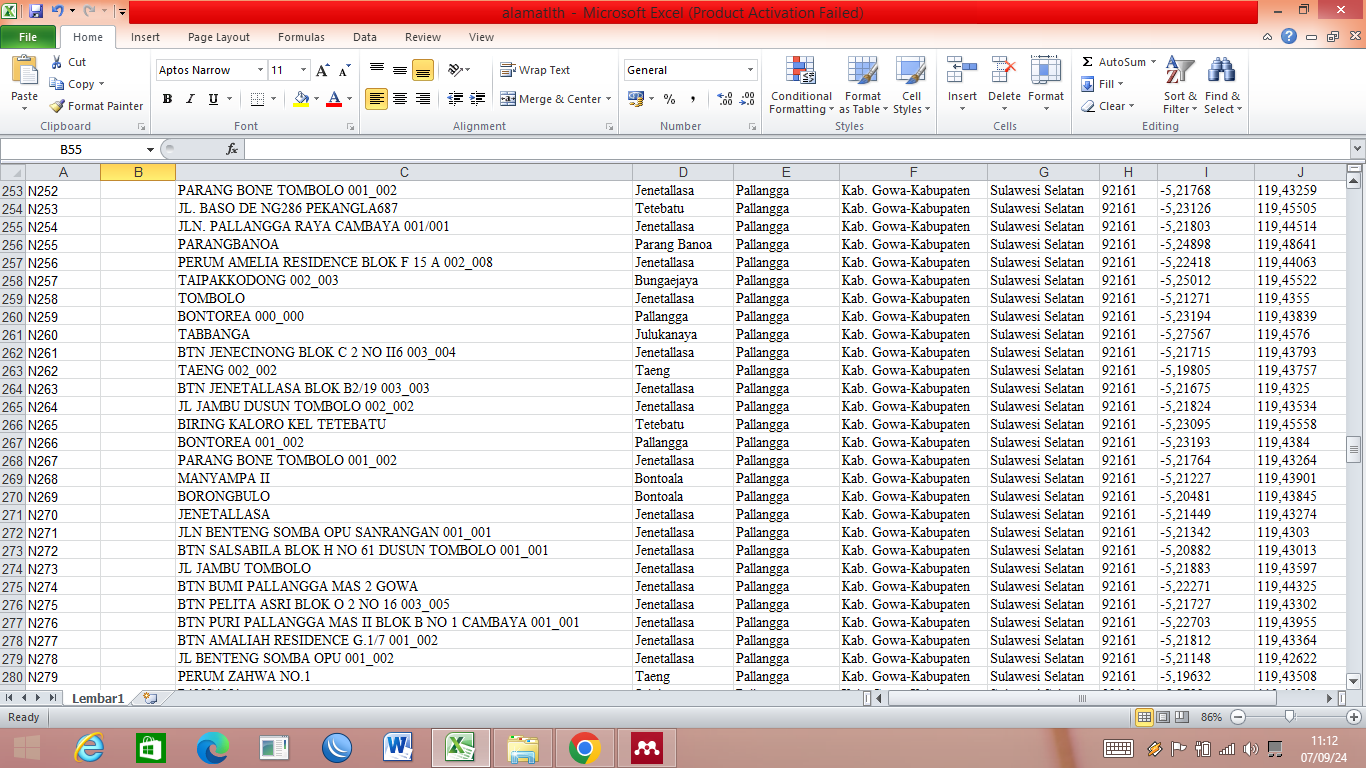 alamatlth - Microsoft Excel (Product Activation Failed)
File Home Insert Page Layout Formulas Data Review View
Paste Cut Copy Format Painter Clipboard
Aptos Narrow 11 B I U Font
Wrap Text Merge & Center Alignment
General % , Number
Conditional Formatting Format as Table Cell Styles Styles
Insert Delete Format Cells
AutoSum Fill Clear Sort & Filter Find & Select Editing
B55 fx
A B C D E F G H I J
253 N252 PARANG BONE TOMBOLO 001_002 Jenetallasa Pallangga Kab. Gowa-Kabupaten Sulawesi Selatan 92161 -5,21768 119,43259
254 N253 JL. BASO DE NG286 PEKANGLA687 Tetebatu Pallangga Kab. Gowa-Kabupaten Sulawesi Selatan 92161 -5,23126 119,45505
255 N254 JLN. PALLANGGA RAYA CAMBAYA 001/001 Jenetallasa Pallangga Kab. Gowa-Kabupaten Sulawesi Selatan 92161 -5,21803 119,44514
256 N255 PARANGBANOA Parang Banoa Pallangga Kab. Gowa-Kabupaten Sulawesi Selatan 92161 -5,24898 119,48641
257 N256 PERUM AMELIA RESIDENCE BLOK F 15 A 002_008 Jenetallasa Pallangga Kab. Gowa-Kabupaten Sulawesi Selatan 92161 -5,22418 119,44063
258 N257 TAIPAKKODONG 002_003 Bungaejaya Pallangga Kab. Gowa-Kabupaten Sulawesi Selatan 92161 -5,25012 119,45522
259 N258 TOMBOLO Jenetallasa Pallangga Kab. Gowa-Kabupaten Sulawesi Selatan 92161 -5,21271 119,4355
260 N259 BONTOREA 000_000 Pallangga Pallangga Kab. Gowa-Kabupaten Sulawesi Selatan 92161 -5,23194 119,43839
261 N260 TABBANGA Julukanaya Pallangga Kab. Gowa-Kabupaten Sulawesi Selatan 92161 -5,27567 119,4576
262 N261 BTN JENECINONG BLOK C 2 NO II6 003_004 Jenetallasa Pallangga Kab. Gowa-Kabupaten Sulawesi Selatan 92161 -5,21715 119,43793
263 N262 TAENG 002_002 Taeng Pallangga Kab. Gowa-Kabupaten Sulawesi Selatan 92161 -5,19805 119,43757
264 N263 BTN JENETALLASA BLOK B2/19 003_003 Jenetallasa Pallangga Kab. Gowa-Kabupaten Sulawesi Selatan 92161 -5,21675 119,4325
265 N264 JL JAMBU DUSUN TOMBOLO 002_002 Jenetallasa Pallangga Kab. Gowa-Kabupaten Sulawesi Selatan 92161 -5,21824 119,43534
266 N265 BIRING KALORO KEL TETEBATU Tetebatu Pallangga Kab. Gowa-Kabupaten Sulawesi Selatan 92161 -5,23095 119,45558
267 N266 BONTOREA 001_002 Pallangga Pallangga Kab. Gowa-Kabupaten Sulawesi Selatan 92161 -5,23193 119,4384
268 N267 PARANG BONE TOMBOLO 001_002 Jenetallasa Pallangga Kab. Gowa-Kabupaten Sulawesi Selatan 92161 -5,21764 119,43264
269 N268 MANYAMPA II Bontoala Pallangga Kab. Gowa-Kabupaten Sulawesi Selatan 92161 -5,21227 119,43901
270 N269 BORONGBULO Bontoala Pallangga Kab. Gowa-Kabupaten Sulawesi Selatan 92161 -5,20481 119,43845
271 N270 JENETALLASA Jenetallasa Pallangga Kab. Gowa-Kabupaten Sulawesi Selatan 92161 -5,21449 119,43274
272 N271 JLN BENTENG SOMBA OPU SANRANGAN 001_001 Jenetallasa Pallangga Kab. Gowa-Kabupaten Sulawesi Selatan 92161 -5,21342 119,4303
273 N272 BTN SALSABILA BLOK H NO 61 DUSUN TOMBOLO 001_001 Jenetallasa Pallangga Kab. Gowa-Kabupaten Sulawesi Selatan 92161 -5,20882 119,43013
274 N273 JL JAMBU TOMBOLO Jenetallasa Pallangga Kab. Gowa-Kabupaten Sulawesi Selatan 92161 -5,21883 119,43597
275 N274 BTN BUMI PALLANGGA MAS 2 GOWA Jenetallasa Pallangga Kab. Gowa-Kabupaten Sulawesi Selatan 92161 -5,22271 119,44325
276 N275 BTN PELITA ASRI BLOK O 2 NO 16 003_005 Jenetallasa Pallangga Kab. Gowa-Kabupaten Sulawesi Selatan 92161 -5,21727 119,43302
277 N276 BTN PURI PALLANGGA MAS II BLOK B NO 1 CAMBAYA 001_001 Jenetallasa Pallangga Kab. Gowa-Kabupaten Sulawesi Selatan 92161 -5,22703 119,43955
278 N277 BTN AMALIAH RESIDENCE G.1/7 001_002 Jenetallasa Pallangga Kab. Gowa-Kabupaten Sulawesi Selatan 92161 -5,21812 119,43364
279 N278 JL BENTENG SOMBA OPU 001_002 Jenetallasa Pallangga Kab. Gowa-Kabupaten Sulawesi Selatan 92161 -5,21148 119,42622
280 N279 PERUM ZAHWA NO.1 Taeng Pallangga Kab. Gowa-Kabupaten Sulawesi Selatan 92161 -5,19632 119,43508
Lembar1
Ready 86%
11:12
07/09/24